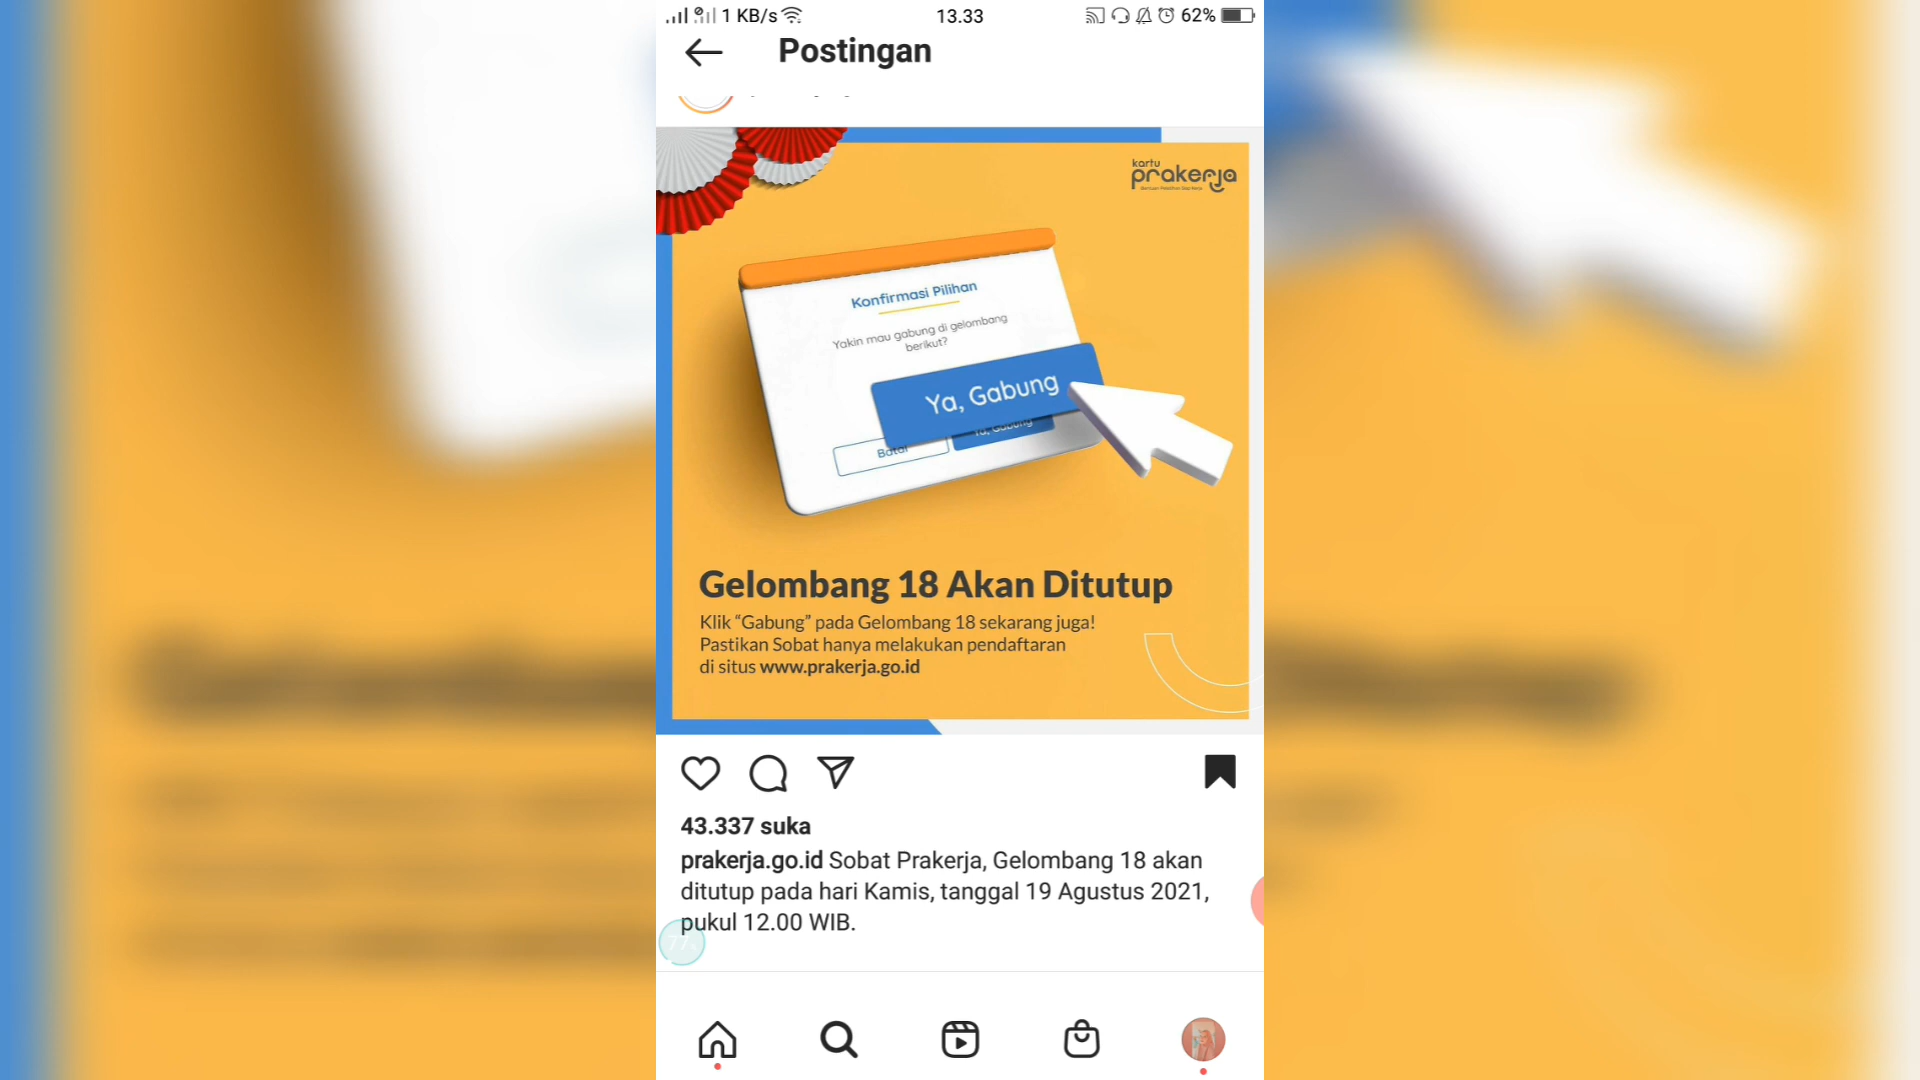 1 KB/s
13.33
62%
Postingan
kartu
prakerja
Konfirmasi Pilihan
Yakin mau gabung di gelombang
berikut?
Ya, Gabung
Batal
Ya, Gabung
Gelombang 18 Akan Ditutup
Klik “Gabung” pada Gelombang 18 sekarang juga!
Pastikan Sobat hanya melakukan pendaftaran
di situs www.prakerja.go.id
43.337 suka
prakerja.go.id Sobat Prakerja, Gelombang 18 akan
ditutup pada hari Kamis, tanggal 19 Agustus 2021,
pukul 12.00 WIB.